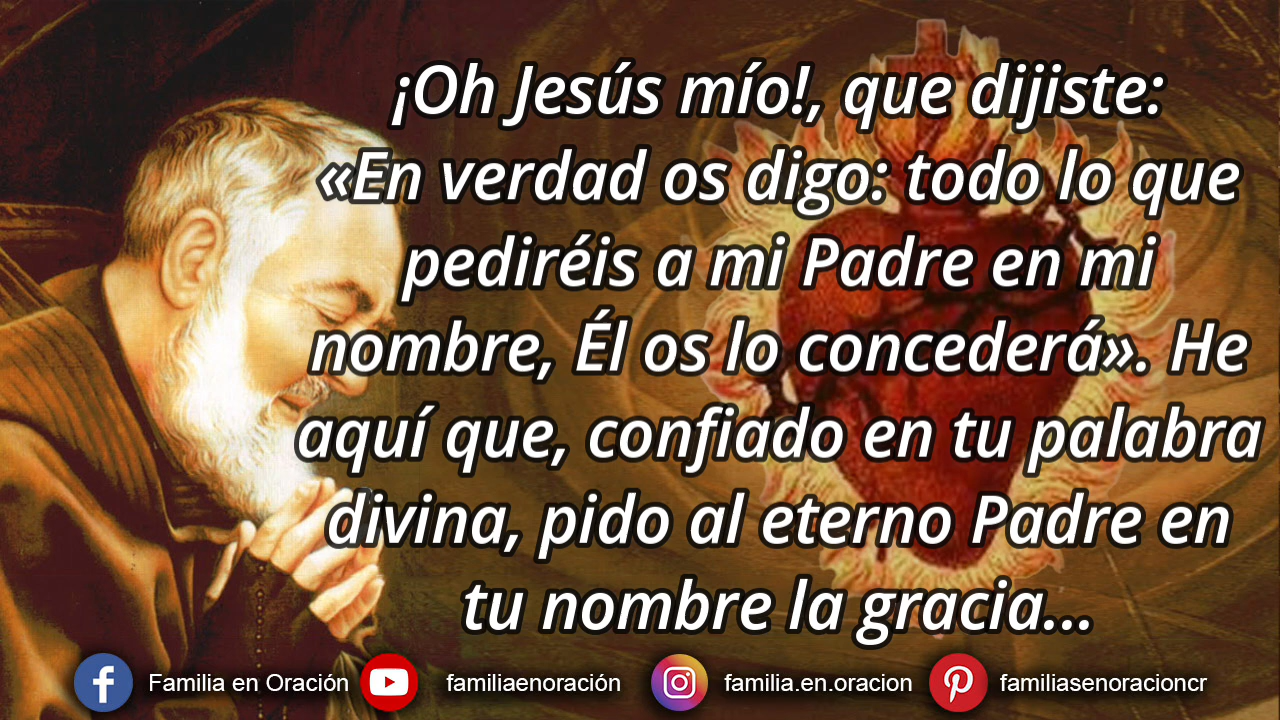 ¡Oh Jesús mío!, que dijiste:
«En verdad os digo: todo lo que
pediréis a mi Padre en mi
nombre, Él os lo concederá». He
aquí que, confiado en tu palabra
divina, pido al eterno Padre en
tu nombre la gracia...
Familia en Oración familiaenoración familia.en.oracion familiasenoracioncr